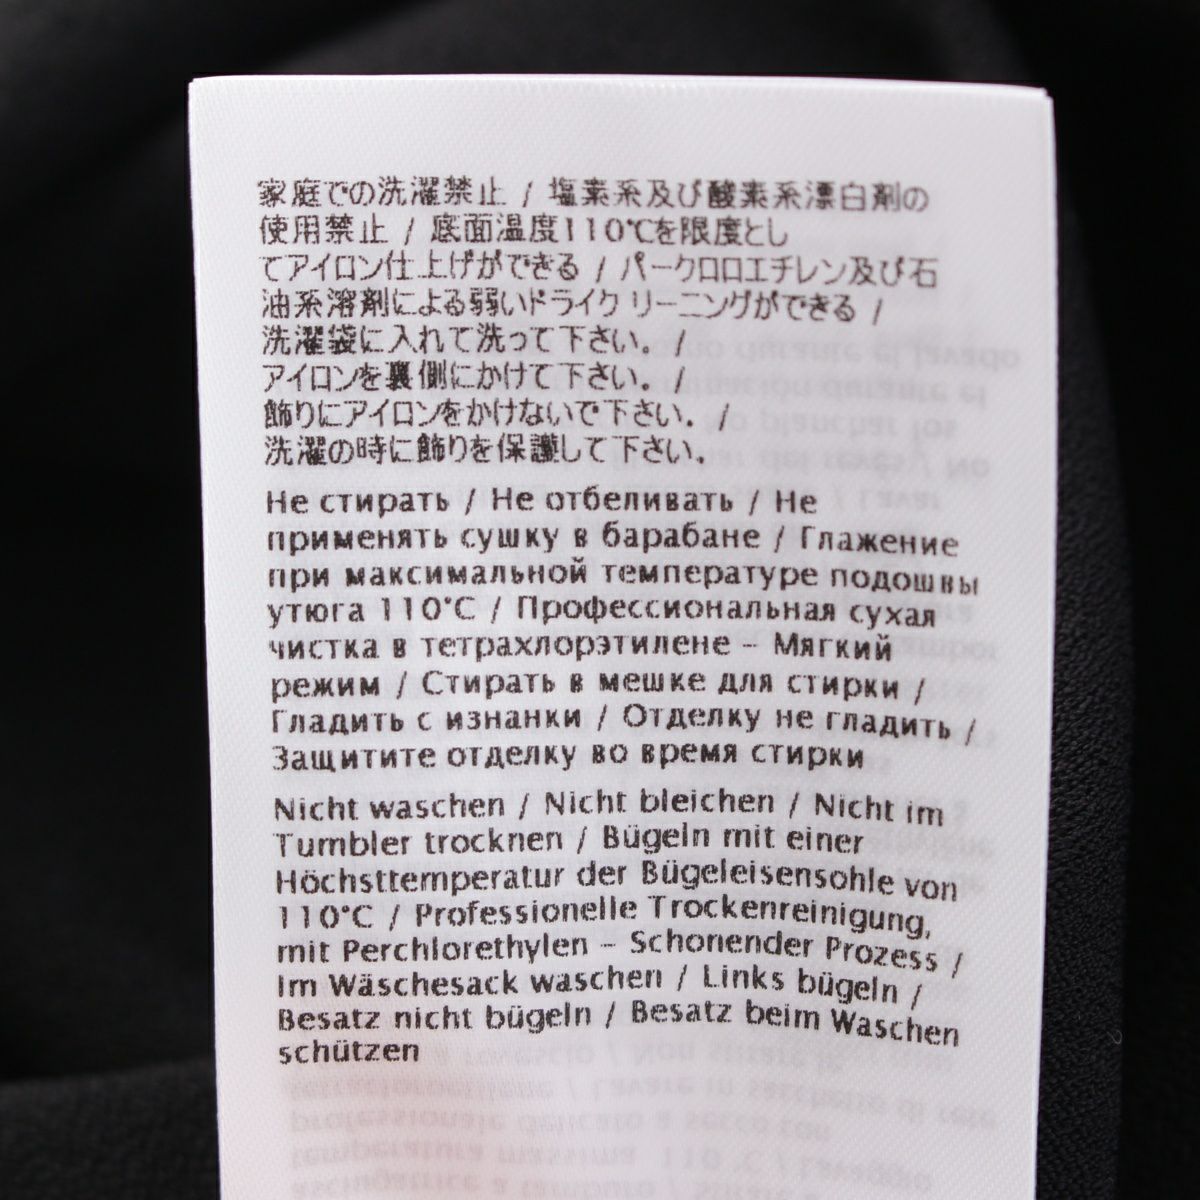 家庭での洗濯禁止 / 塩素系及び酸素系漂白剤の
使用禁止 / 底面温度110℃を限度とし
てアイロン仕上げができる / パークロロエチレン及び石
油系溶剤による弱いドライクリーニングができる /
洗濯袋に入れて洗って下さい. /
アイロンを裏側にかけて下さい. /
飾りにアイロンをかけないで下さい. /
洗濯の時に飾りを保護して下さい.
Не стирать / Не отбеливать / Не
применять сушку в барабане / Глажение
при максимальной температуре подошвы
утюга 110°C / Профессиональная сухая
чистка в тетрахлорэтилене – Мягкий
режим / Стирать в мешке для стирки /
Гладить с изнанки / Отделку не гладить /
Защитите отделку во время стирки
Nicht waschen / Nicht bleichen / Nicht im
Tumbler trocknen / Bügeln mit einer
Höchsttemperatur der Bügeleisensohle von
110°C / Professionelle Trockenreinigung,
mit Perchlorethylen – Schonender Prozess /
Im Wäschesack waschen / Links bügeln /
Besatz nicht bügeln / Besatz beim Waschen
schützen